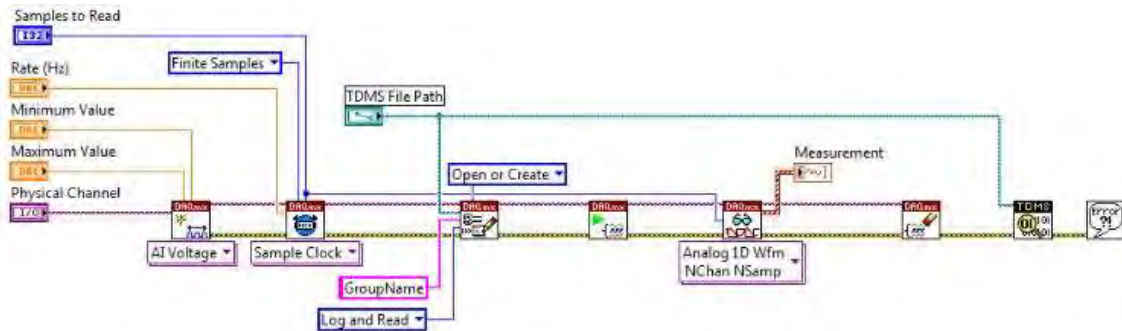 Samples to Read
I32
Finite Samples
Rate (Hz)
DBL
TDMS File Path
Minimum Value
DBL
Maximum Value
DBL
Measurement
Open or Create
Physical Channel
I/O
DAQmx
DAQmx
DAQmx
DAQmx
DAQmx
DAQmx
TDMS
Error
?!
AI Voltage
Sample Clock
Analog 1D Wfm
NChan NSamp
GroupName
Log and Read